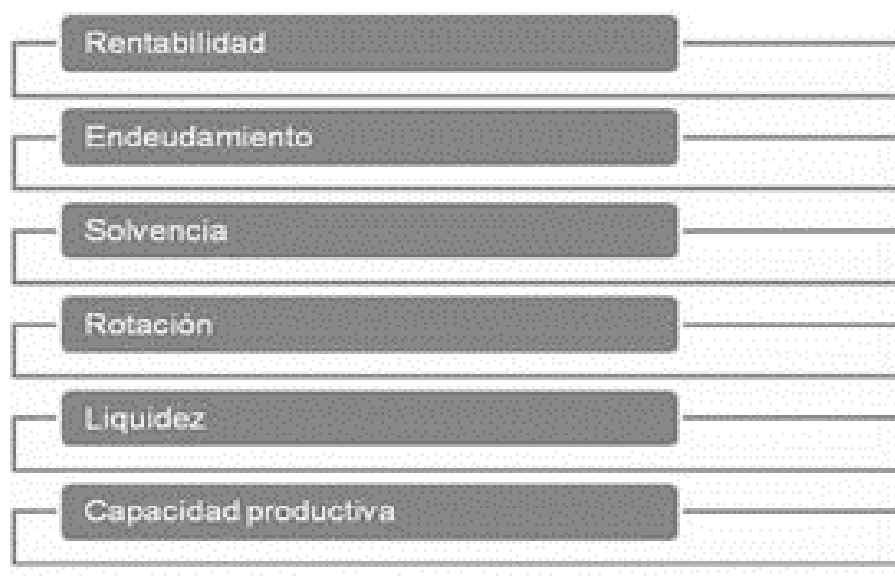 Rentabilidad
Endeudamiento
Solvencia
Rotación
Liquidez
Capacidad productiva